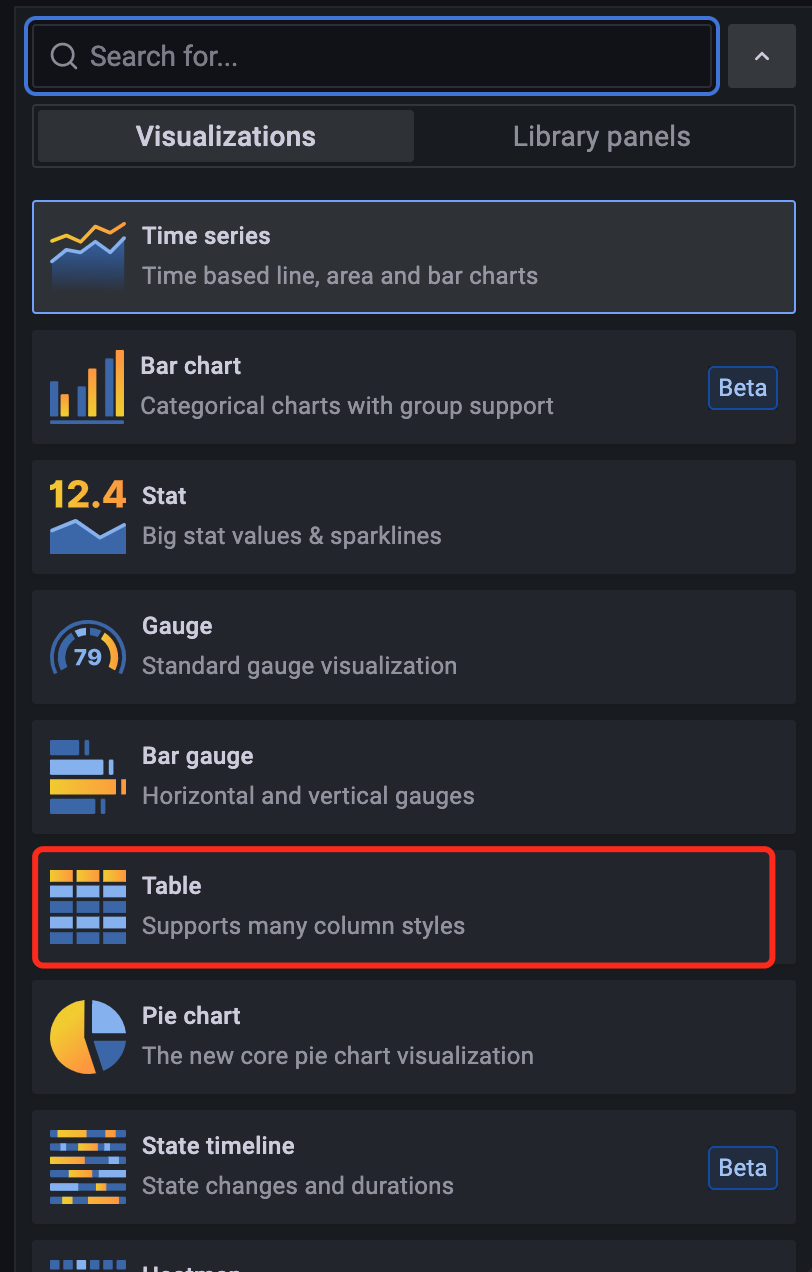 Search for...
Visualizations
Library panels
Time series
Time based line, area and bar charts
Bar chart
Categorical charts with group support
Beta
12.4
Stat
Big stat values & sparklines
79
Gauge
Standard gauge visualization
Bar gauge
Horizontal and vertical gauges
Table
Supports many column styles
Pie chart
The new core pie chart visualization
State timeline
State changes and durations
Beta